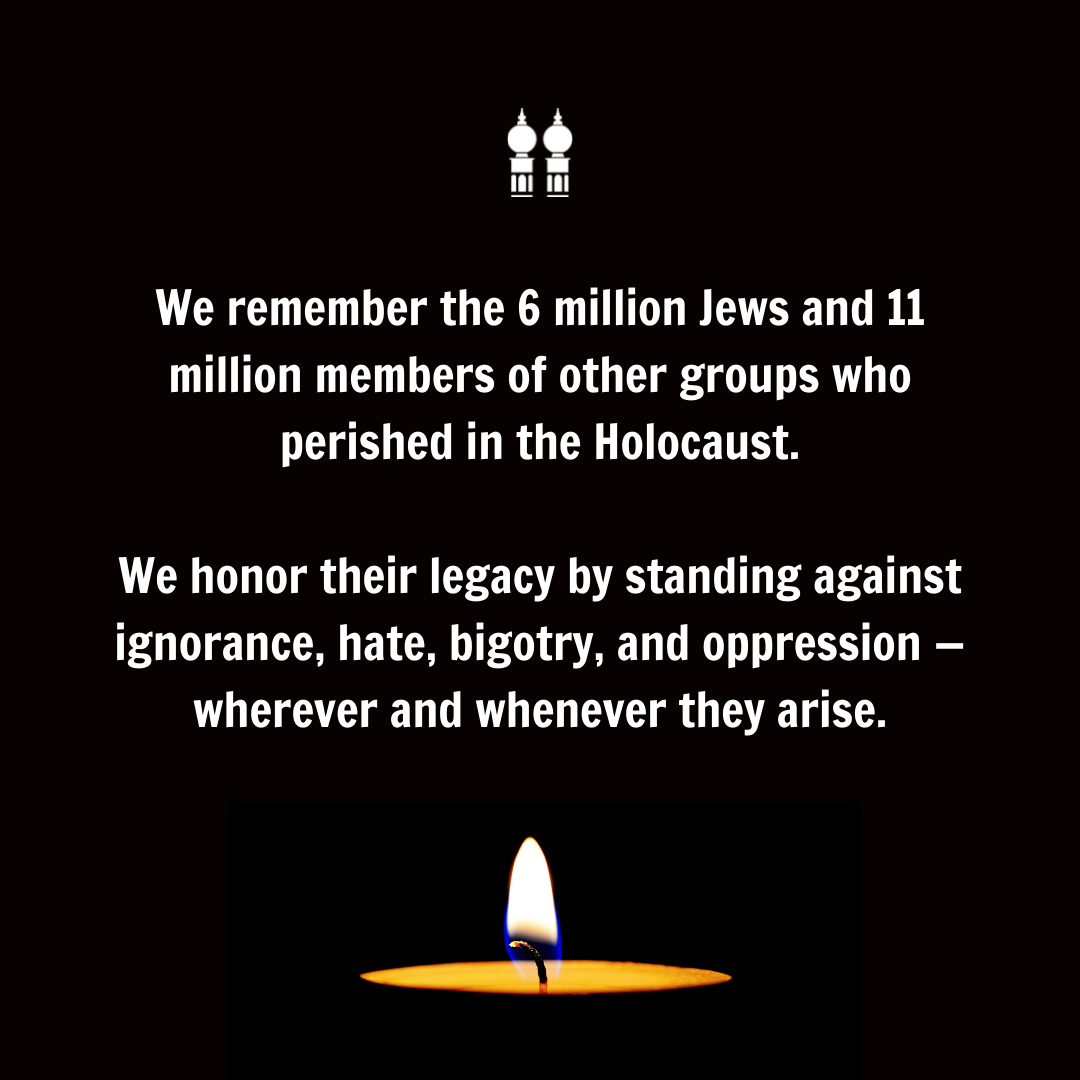 We remember the 6 million Jews and 11
million members of other groups who
perished in the Holocaust.
We honor their legacy by standing against
ignorance, hate, bigotry, and oppression –
wherever and whenever they arise.